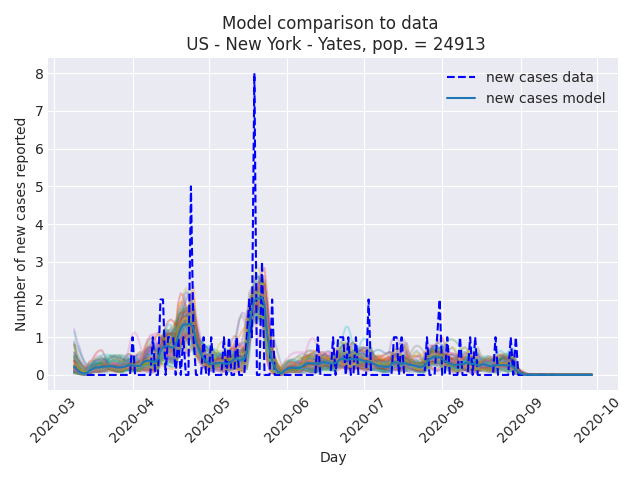 Model comparison to data
US - New York - Yates, pop. = 24913
new cases data
new cases model
Number of new cases reported
8
7
6
5
4
3
2
1
0
2020-03
2020-04
2020-05
2020-06
2020-07
2020-08
2020-09
2020-10
Day